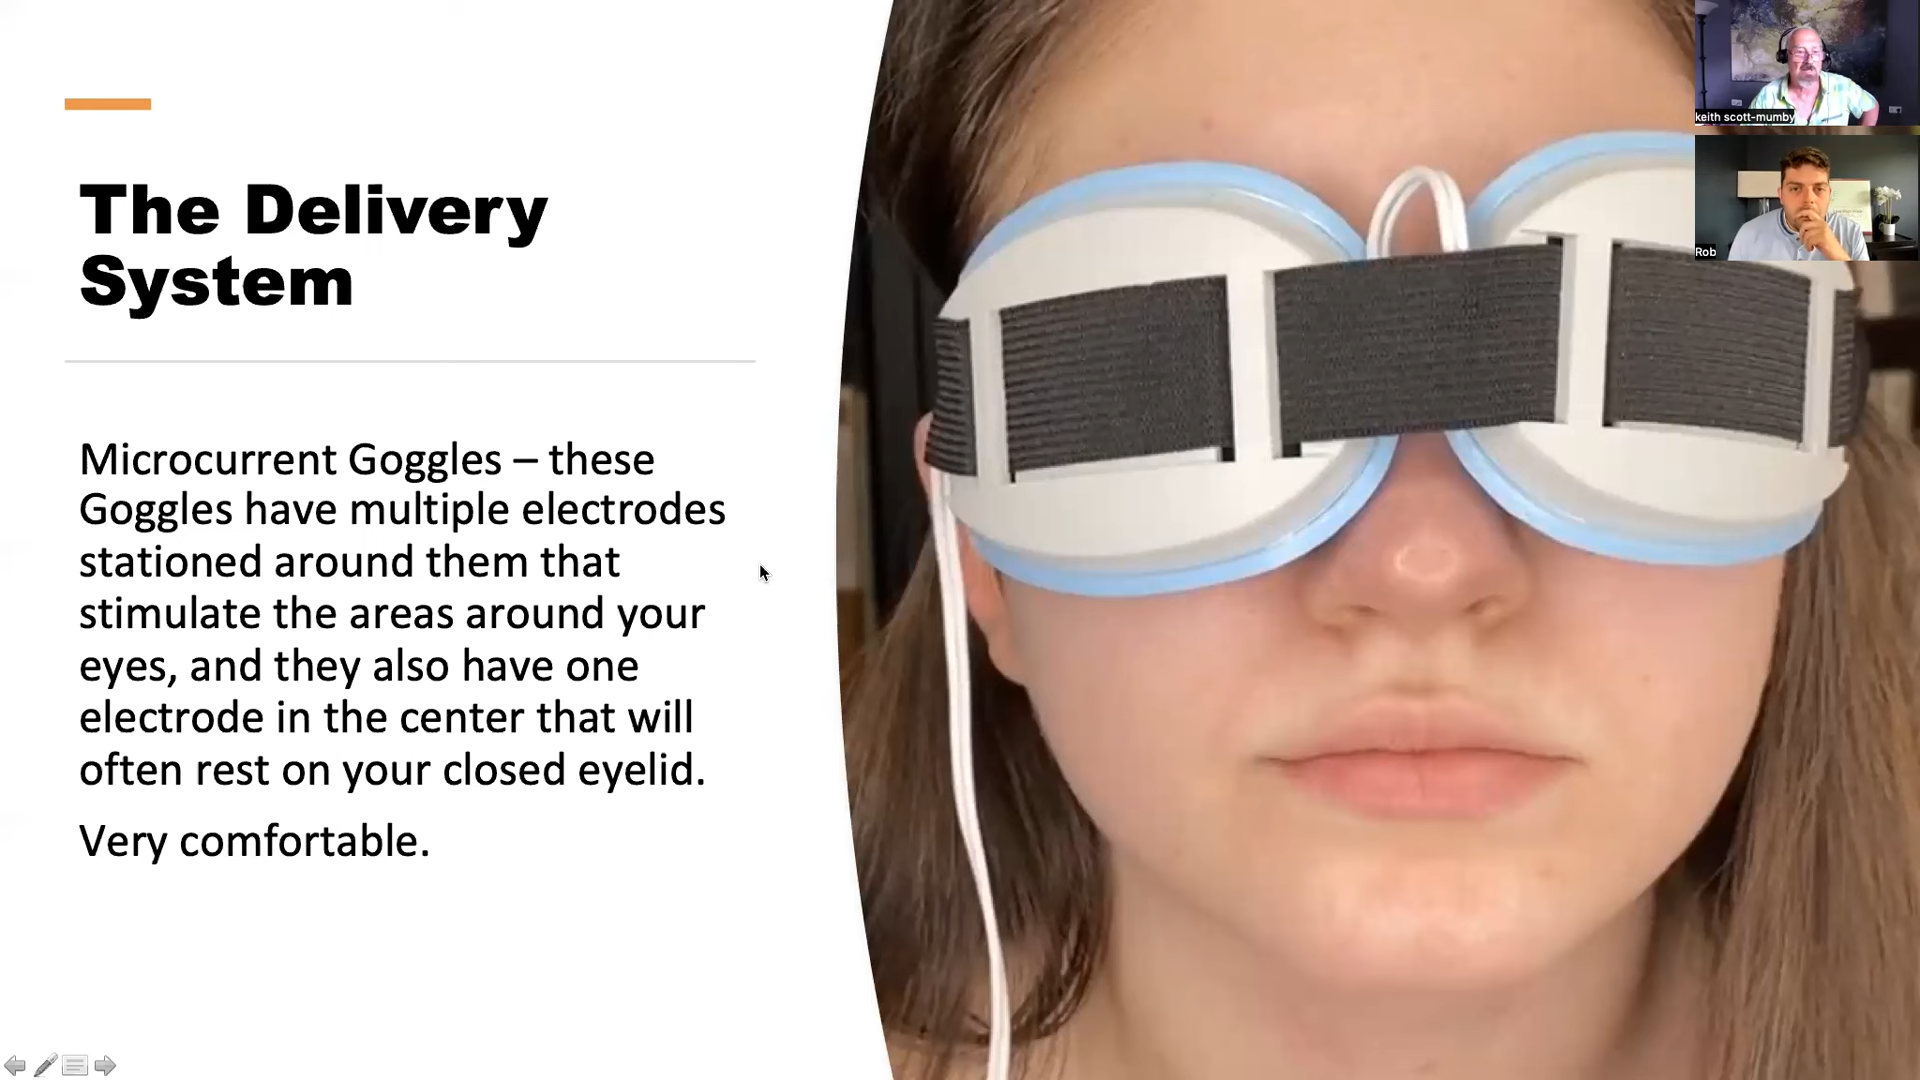 The Delivery
System
Microcurrent Goggles – these
Goggles have multiple electrodes
stationed around them that
stimulate the areas around your
eyes, and they also have one
electrode in the center that will
often rest on your closed eyelid.
Very comfortable.
keith scott-mumby
Rob